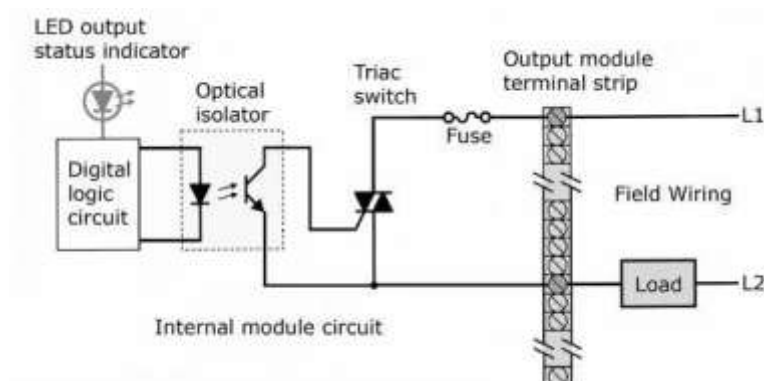 LED output
status indicator
Optical
isolator
Triac
switch
Output module
terminal strip
Fuse
L1
Digital
logic
circuit
Field Wiring
Load
L2
Internal module circuit